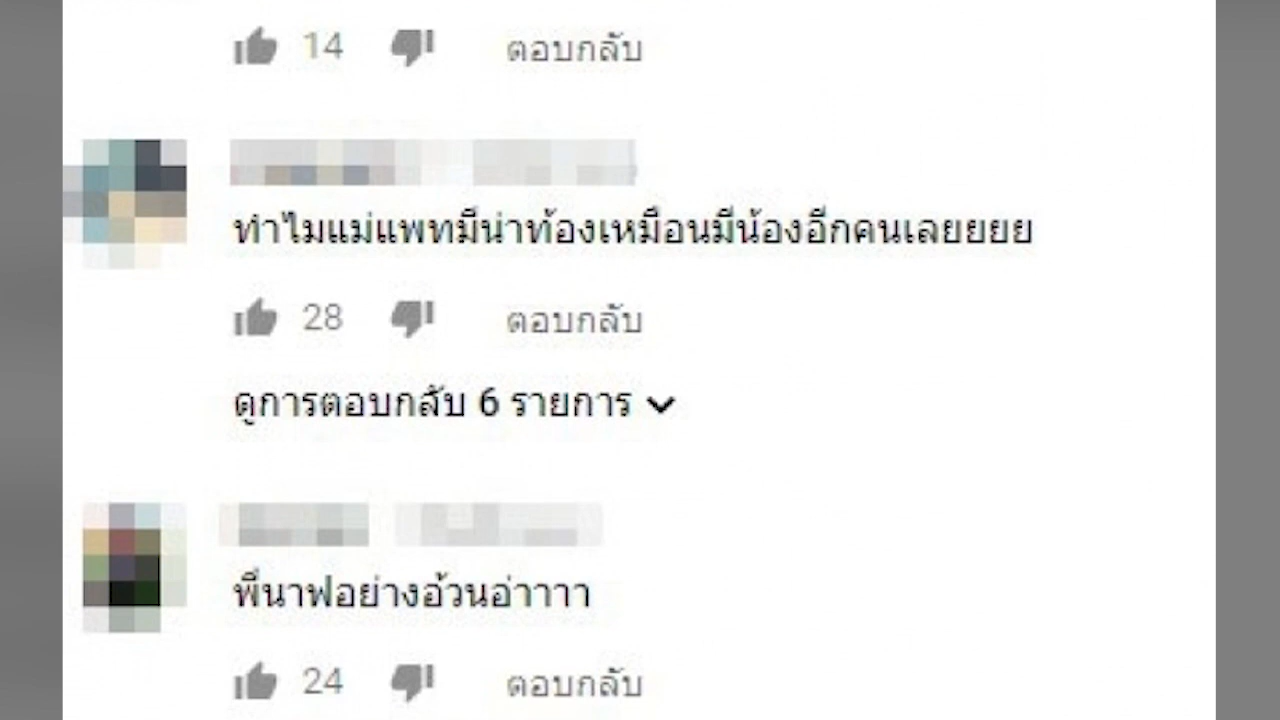 14 ตอบกลับ
ทำไมแม่แพทมีน่าท้องเหมือนมีน้องอีกคนเลยยยย
28 ตอบกลับ
ดูการตอบกลับ 6 รายการ
พี่นาฟอย่างอ้วนอ่าาาา
24 ตอบกลับ